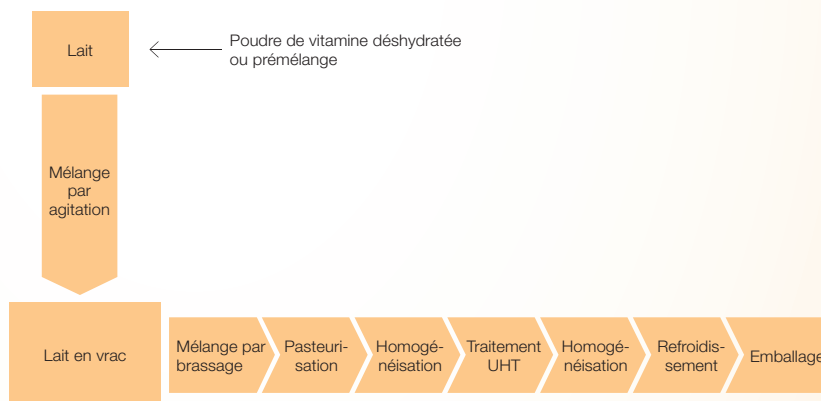 Lait
Poudre de vitamine déshydratée
ou prémélange
Mélange
par
agitation
Lait en vrac
Mélange par
brassage
Pasteuri-
sation
Homogé-
néisation
Traitement
UHT
Homogé-
néisation
Refroidis-
sement
Emballage